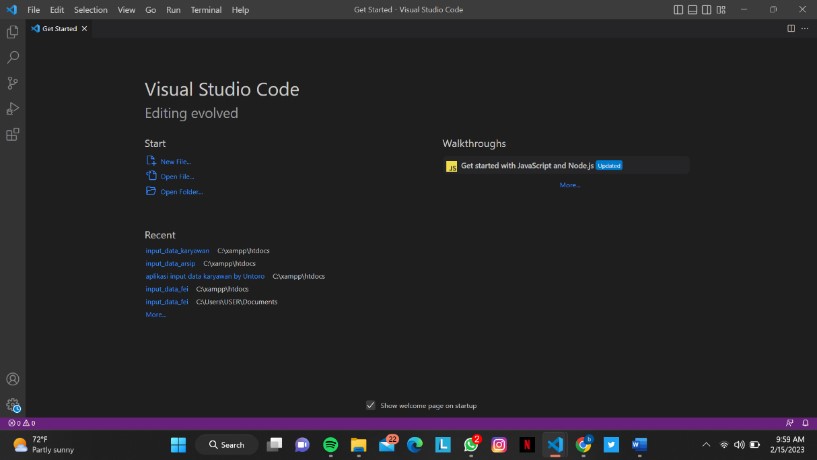 File Edit Selection View Go Run Terminal Help Get Started - Visual Studio Code
Get Started
Visual Studio Code
Editing evolved
Start
New File...
Open File...
Open Folder...
Walkthroughs
JS Get started with JavaScript and Node.js Updated
More...
Recent
input_data_karyawan C:\xampp\htdocs
input_data_arsip C:\xampp\htdocs
aplikasi input data karyawan by Untoro C:\xampp\htdocs
input_data_fei C:\xampp\htdocs
input_data_fei C:\Users\USER\Documents
More...
Show welcome page on startup
0 0
72°F
Partly sunny
Search
22
L
2
N
b
W
9:59 AM
2/15/2023